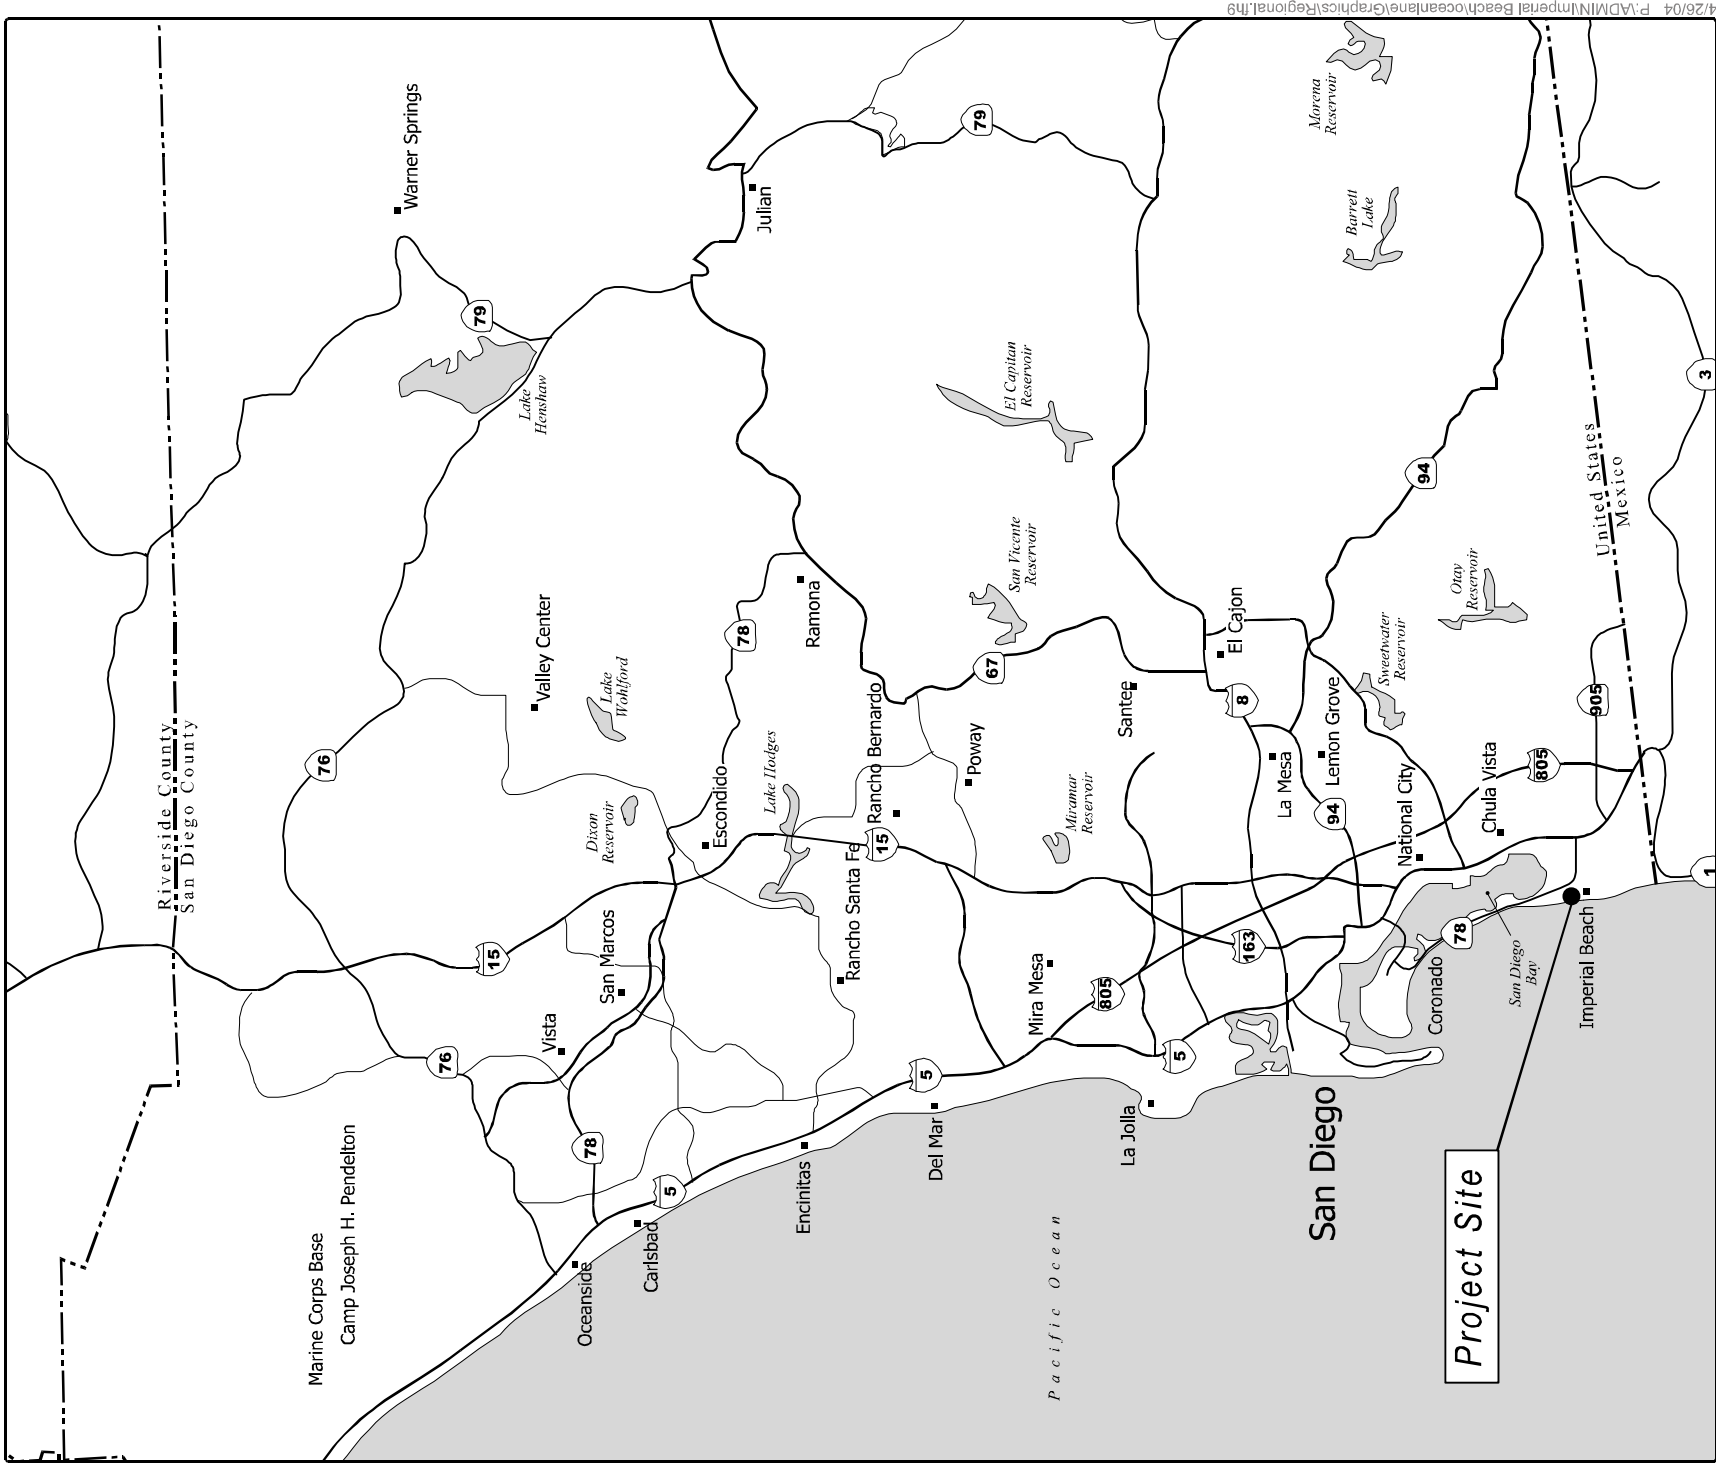 4/26/04 P:\ADMIN\Imperial Beach\oceanlane\Graphics\Regional.fh9
Riverside County
San Diego County
Warner Springs
79
Lake
Henshaw
76
Valley Center
Lake
Wohlford
Dixon
Reservoir
Escondido
78
Ramona
Julian
79
Lake Hodges
Rancho Bernardo
15
Rancho Santa Fe
Poway
67
San Vicente
Reservoir
El Capitan
Reservoir
Santee
Miramar
Reservoir
15
San Marcos
Vista
76
78
Marine Corps Base
Camp Joseph H. Pendelton
Oceanside
Carlsbad
5
Encinitas
Del Mar
5
Mira Mesa
805
La Jolla
5
163
El Cajon
8
La Mesa
Lemon Grove
94
National City
Chula Vista
805
905
Sweetwater
Reservoir
Otay
Reservoir
94
Barrett
Lake
Morena
Reservoir
United States
Mexico
3
1
Coronado
78
San Diego
Bay
Imperial Beach
San Diego
Pacific Ocean
Project Site